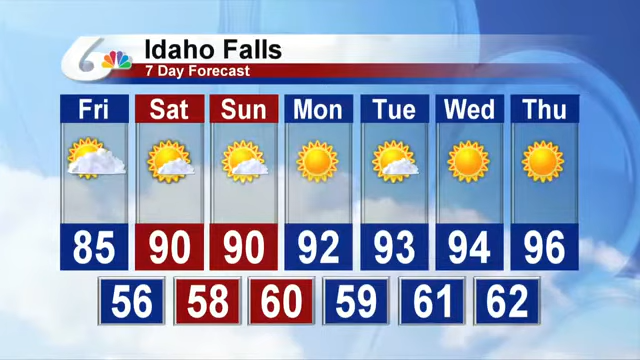 6
Idaho Falls
7 Day Forecast
Fri Sat Sun Mon Tue Wed Thu
85 90 90 92 93 94 96
56 58 60 59 61 62